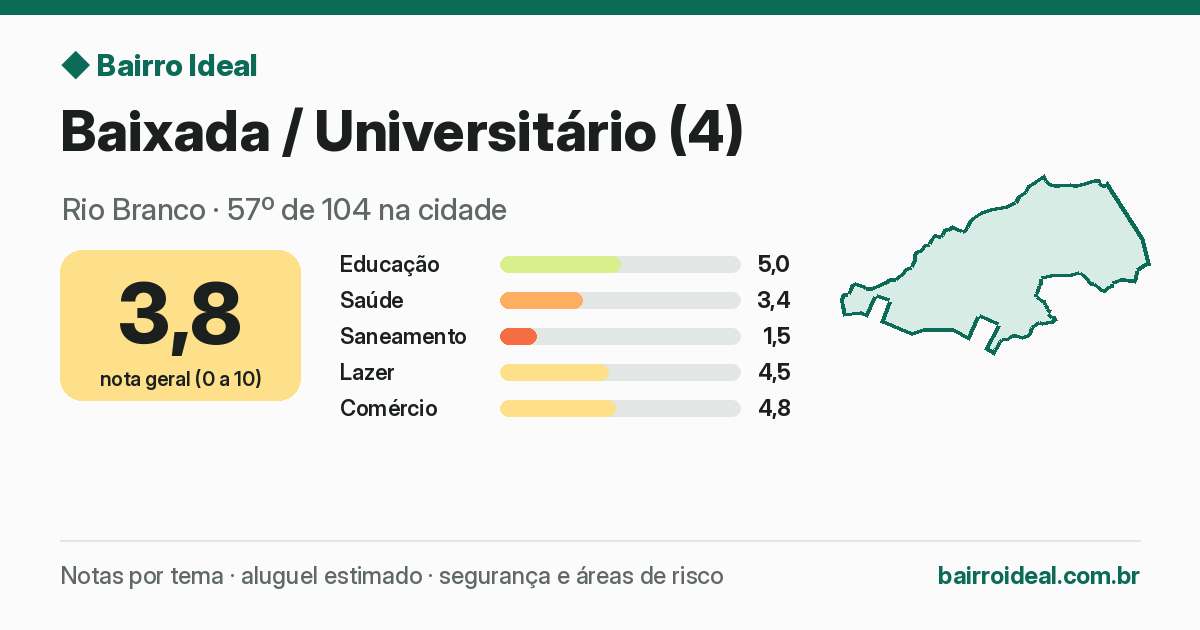 Bairro Ideal
Baixada / Universitário (4)
Rio Branco · 57º de 104 na cidade
3,8
nota geral (0 a 10)
Educação 5,0
Saúde 3,4
Saneamento 1,5
Lazer 4,5
Comércio 4,8
Notas por tema · aluguel estimado · segurança e áreas de risco
bairroideal.com.br